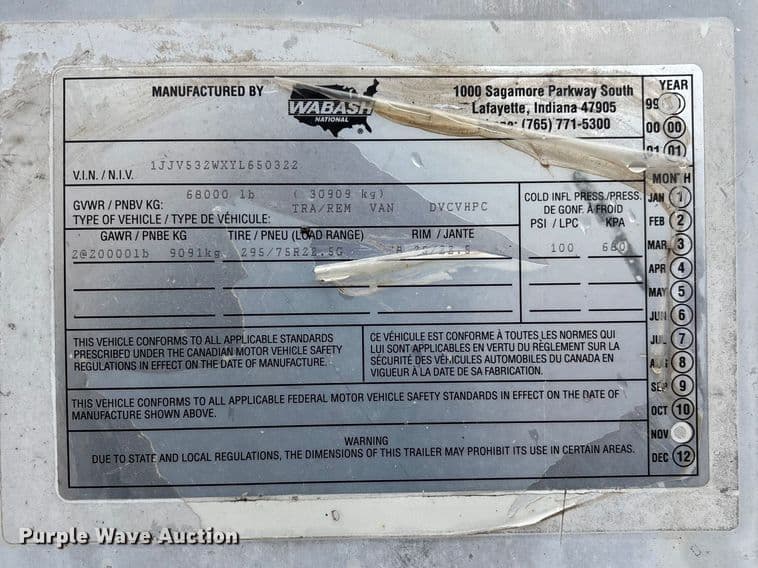 MANUFACTURED BY
WABASH
NATIONAL
®
1000 Sagamore Parkway South
Lafayette, Indiana 47905
(765) 771-5300
YEAR
99
00 00
01 01
V.I.N. / N.I.V. 1JJV532WXYL650322
GVWR / PNBV KG: 68000 lb ( 30909 kg)
TYPE OF VEHICLE / TYPE DE VÉHICULE: TRA/REM VAN DVCVHPC
COLD INFL PRESS./PRESS.
DE GONF. À FROID
PSI / LPC KPA
GAWR / PNBE KG TIRE / PNEU (LOAD RANGE) RIM / JANTE
2@20000lb 9091kg 295/75R22.5G 100 680
MONTH
JAN 1
FEB 2
MAR 3
APR 4
MAY 5
JUN 6
JUL 7
AUG 8
SEP 9
OCT 10
NOV
DEC 12
THIS VEHICLE CONFORMS TO ALL APPLICABLE STANDARDS
PRESCRIBED UNDER THE CANADIAN MOTOR VEHICLE SAFETY
REGULATIONS IN EFFECT ON THE DATE OF MANUFACTURE.
CE VÉHICULE EST CONFORME À TOUTES LES NORMES QUI
LUI SONT APPLICABLES EN VERTU DU RÈGLEMENT SUR LA
SÉCURITÉ DES VÉHICULES AUTOMOBILES DU CANADA EN
VIGUEUR À LA DATE DE SA FABRICATION.
THIS VEHICLE CONFORMS TO ALL APPLICABLE FEDERAL MOTOR VEHICLE SAFETY STANDARDS IN EFFECT ON THE DATE OF
MANUFACTURE SHOWN ABOVE.
WARNING
DUE TO STATE AND LOCAL REGULATIONS, THE DIMENSIONS OF THIS TRAILER MAY PROHIBIT ITS USE IN CERTAIN AREAS.
Purple Wave Auction